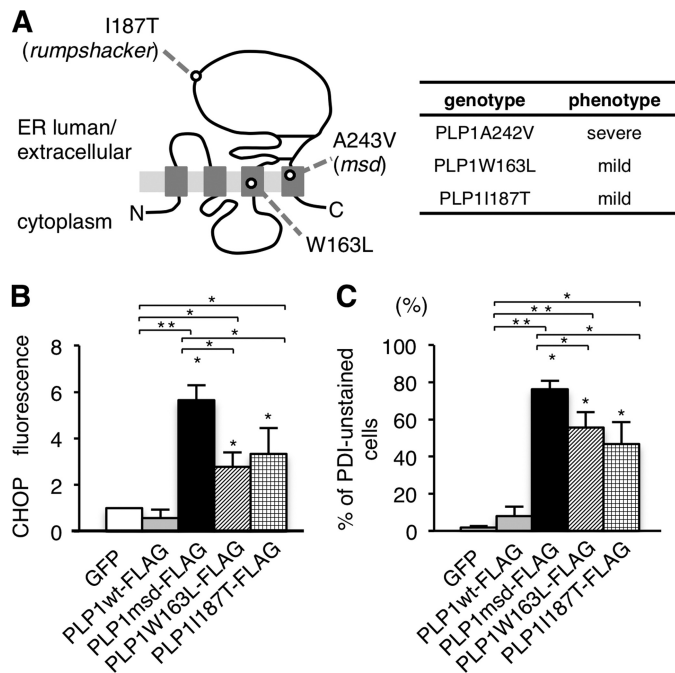 A
I187T
(rumpshacker)
ER luman/
extracellular
A243V
(msd)
N
C
cytoplasm
W163L
genotype phenotype
PLP1A242V severe
PLP1W163L mild
PLP1I187T mild
B
*
*
**
*
*
*
*
*
CHOP fluorescence
8
6
4
2
0
GFP
PLP1wt-FLAG
PLP1msd-FLAG
PLP1W163L-FLAG
PLP1I187T-FLAG
C
(%)
*
**
**
*
*
*
*
*
% of PDI-unstained
cells
100
80
60
40
20
0
GFP
PLP1wt-FLAG
PLP1msd-FLAG
PLP1W163L-FLAG
PLP1I187T-FLAG